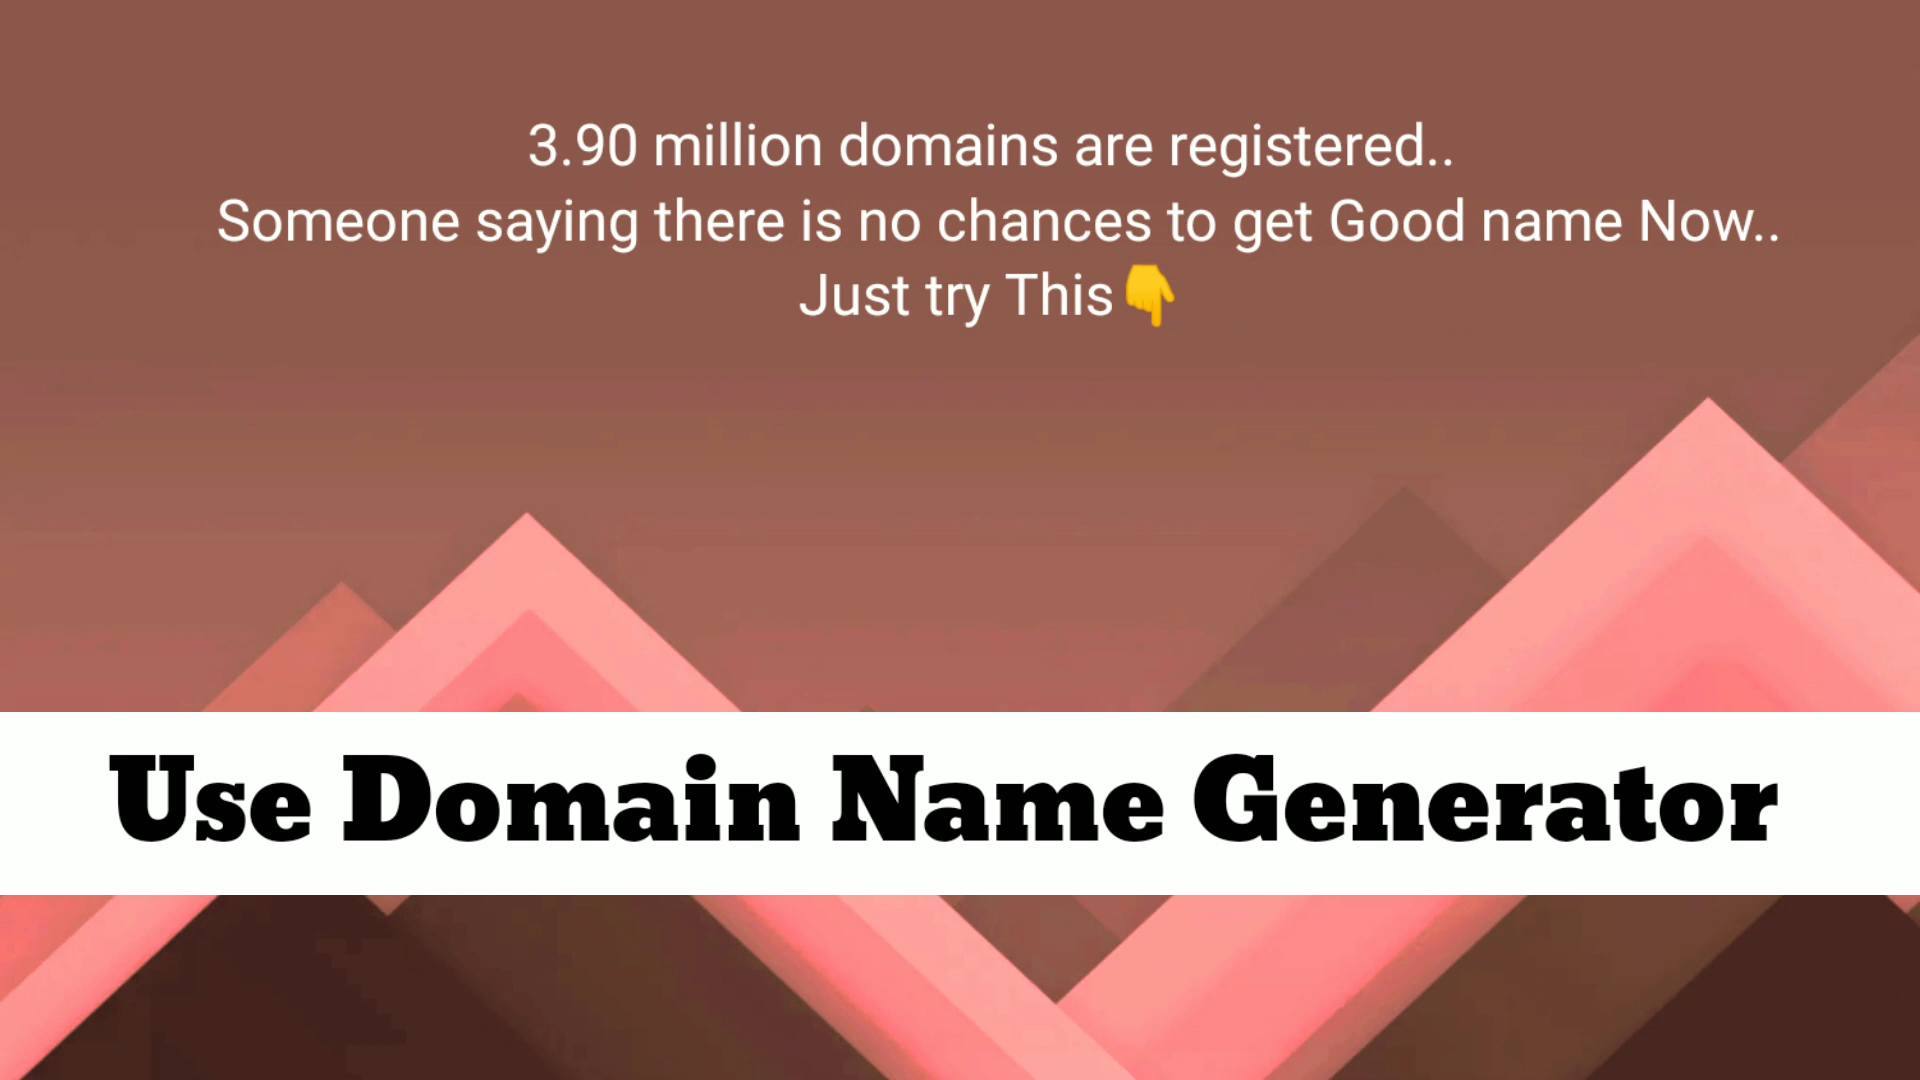 3.90 million domains are registered..
Someone saying there is no chances to get Good name Now..
Just try This👇
Use Domain Name Generator